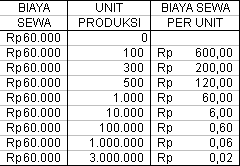 BIAYA SEWA UNIT PRODUKSI BIAYA SEWA PER UNIT
Rp60.000 0
Rp60.000 100 Rp 600,00
Rp60.000 300 Rp 200,00
Rp60.000 500 Rp 120,00
Rp60.000 1.000 Rp 60,00
Rp60.000 10.000 Rp 6,00
Rp60.000 100.000 Rp 0,60
Rp60.000 1.000.000 Rp 0,06
Rp60.000 3.000.000 Rp 0,02